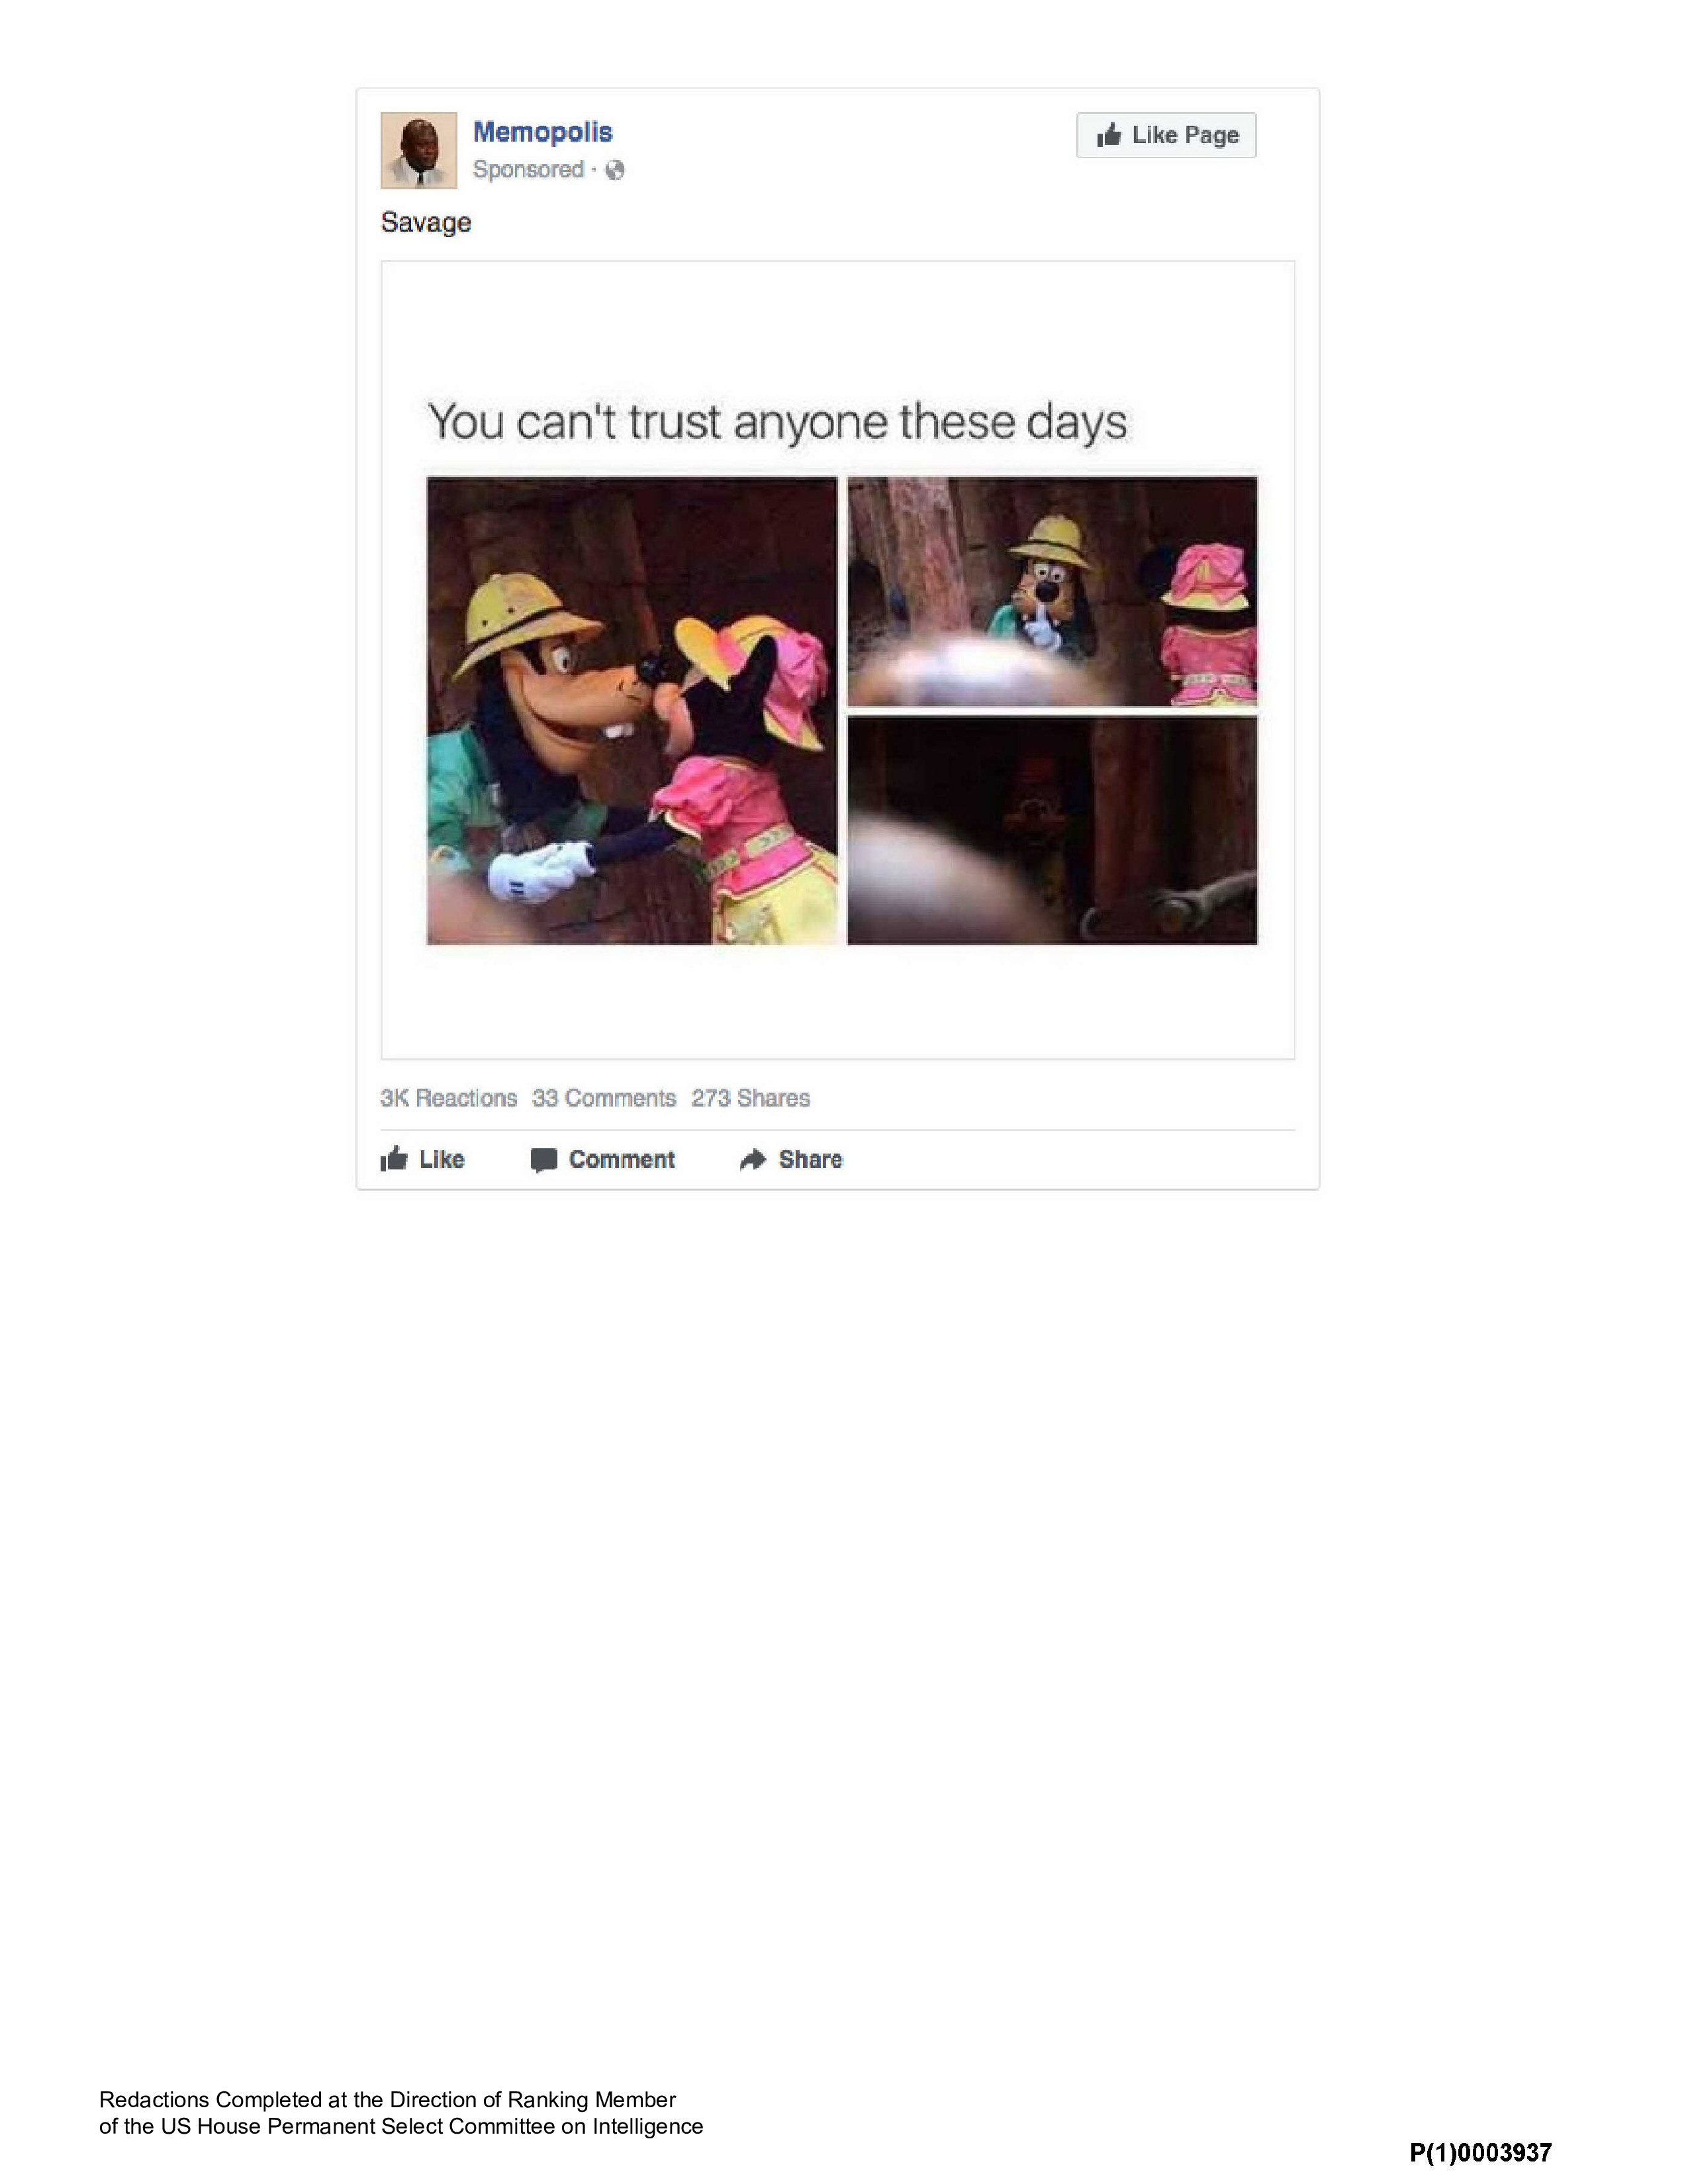 Memopolis
Like Page
Sponsored ·
Savage
You can't trust anyone these days
3K Reactions 33 Comments 273 Shares
Like Comment Share
Redactions Completed at the Direction of Ranking Member
of the US House Permanent Select Committee on Intelligence
P(1)0003937